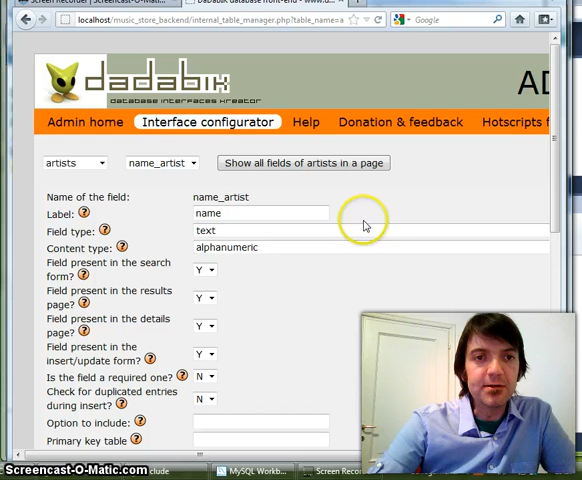 Screen Recorder | Screencast-O-Mati...
DaDaBIK database front-end - www.d...
localhost/music_store_backend/internal_table_manager.php?table_name=a
Google
dadabik
database interfaces kreator
AD
Admin home
Interface configurator
Help
Donation & feedback
Hotscripts f
artists
name_artist
Show all fields of artists in a page
Name of the field:
name_artist
Label:
name
Field type:
text
Content type:
alphanumeric
Field present in the search
form?
Y
Field present in the results
page?
Y
Field present in the details
page?
Y
Field present in the
insert/update form?
Y
Is the field a required one?
N
Check for duplicated entries
during insert?
N
Option to include:
Primary key table
Screencast-O-Matic.com
clude
MySQL Workb...
Screen Reco